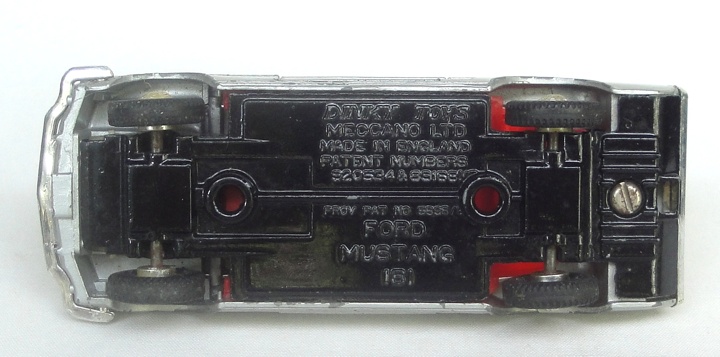 DINKY TOYS
MECCANO LTD
MADE IN ENGLAND
PATENT NUMBERS
PROV PAT NO
FORD
MUSTANG
161